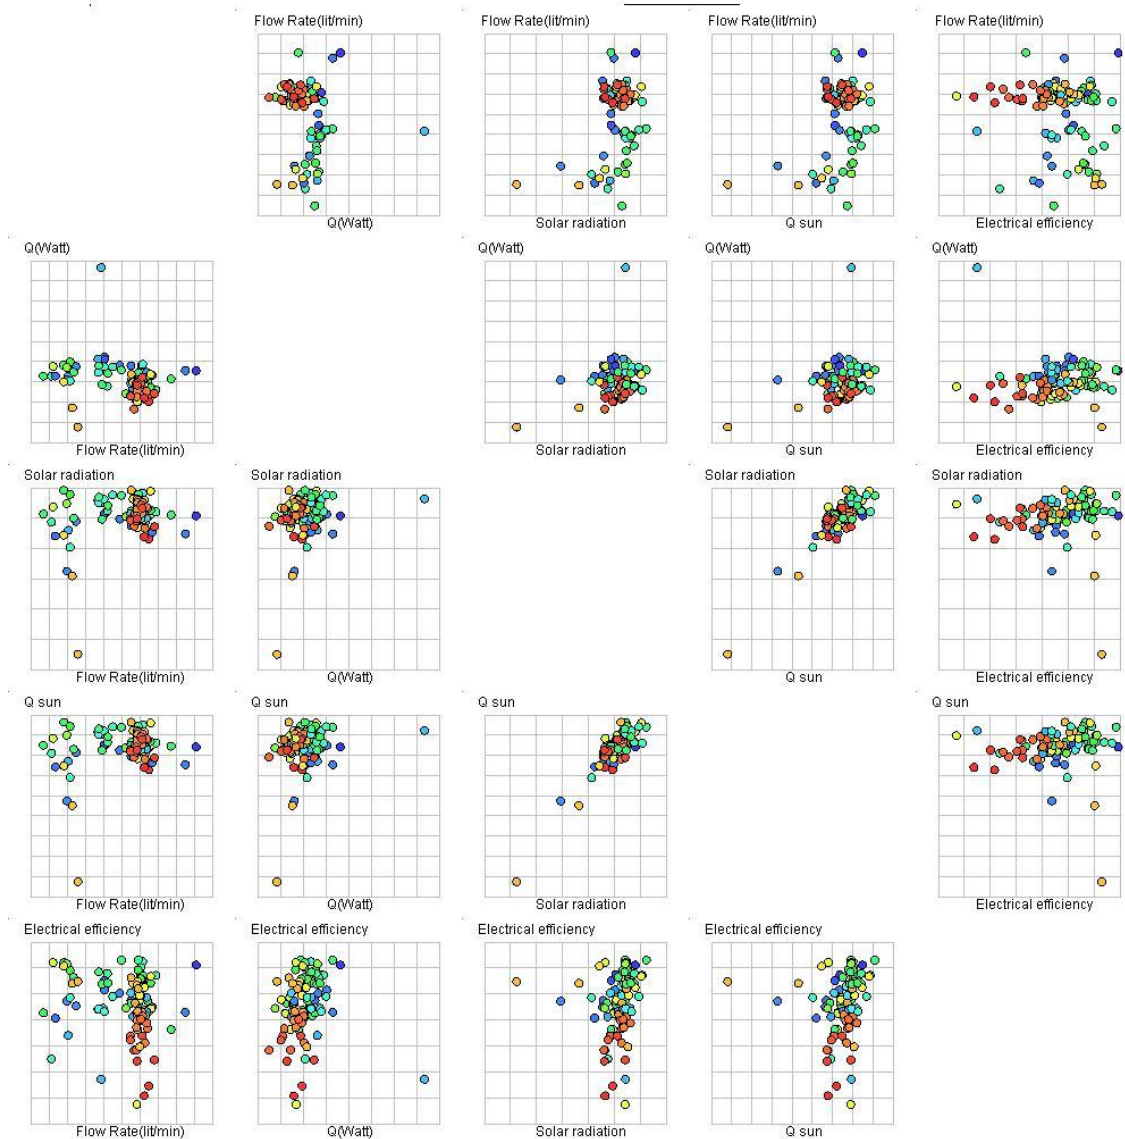 Flow Rate(lit/min) Flow Rate(lit/min) Flow Rate(lit/min) Flow Rate(lit/min)
Q(Watt) Solar radiation Q sun Electrical efficiency
Q(Watt) Q(Watt) Q(Watt) Q(Watt)
Flow Rate(lit/min) Solar radiation Q sun Electrical efficiency
Solar radiation Solar radiation Solar radiation Solar radiation
Flow Rate(lit/min) Q(Watt) Q sun Electrical efficiency
Q sun Q sun Q sun Q sun
Flow Rate(lit/min) Q(Watt) Solar radiation Electrical efficiency
Electrical efficiency Electrical efficiency Electrical efficiency Electrical efficiency
Flow Rate(lit/min) Q(Watt) Solar radiation Q sun